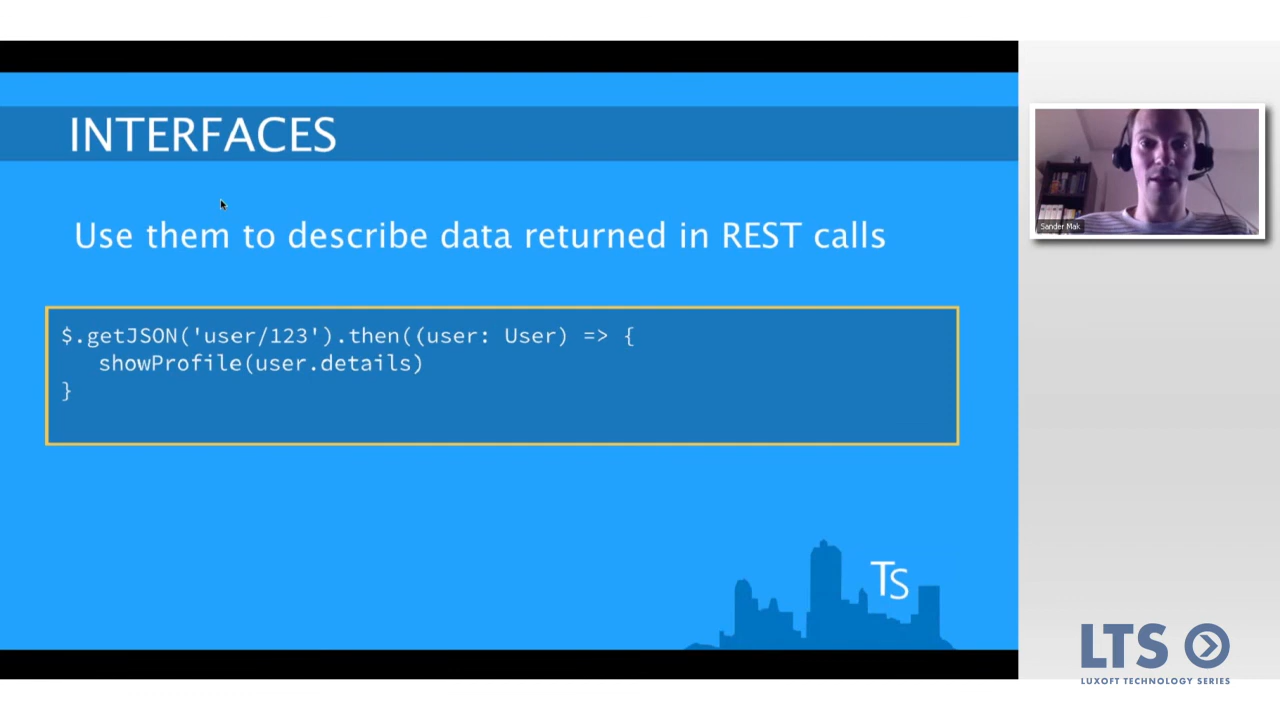 INTERFACES
Use them to describe data returned in REST calls
$.getJSON('user/123').then((user: User) => {
   showProfile(user.details)
}
TS
Sander Mak
LTS
LUXOFT TECHNOLOGY SERIES